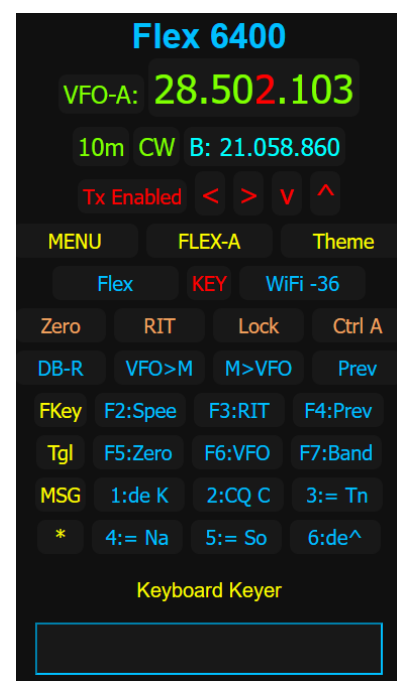 Flex 6400
VFO-A: 28.502.103
10m CW B: 21.058.860
Tx Enabled < > v ^
MENU FLEX-A Theme
Flex KEY WiFi -36
Zero RIT Lock Ctrl A
DB-R VFO>M M>VFO Prev
FKey F2:Spee F3:RIT F4:Prev
Tgl F5:Zero F6:VFO F7:Band
MSG 1:de K 2:CQ C 3:= Tn
* 4:= Na 5:= So 6:de^
Keyboard Keyer